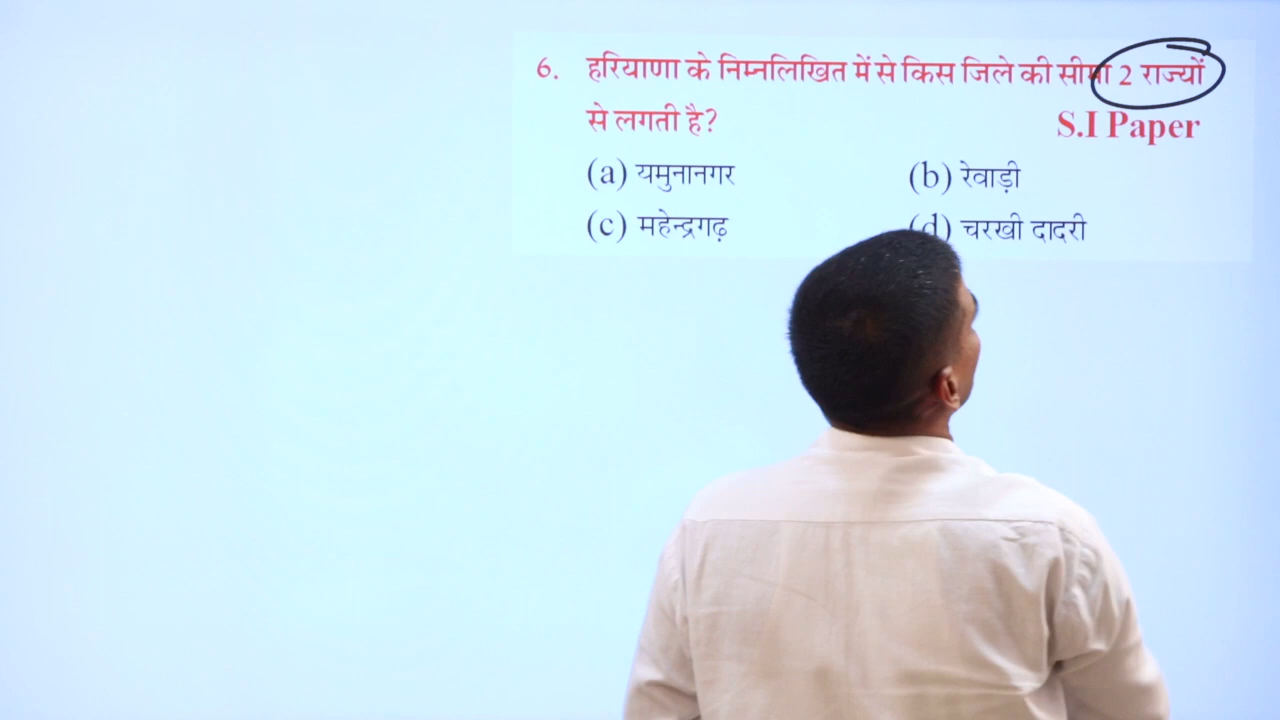 6. हरियाणा के निम्नलिखित में से किस जिले की सीमा 2 राज्यों
से लगती है?
S.I Paper
(a) यमुनानगर (b) रेवाड़ी
(c) महेन्द्रगढ़ (d) चरखी दादरी